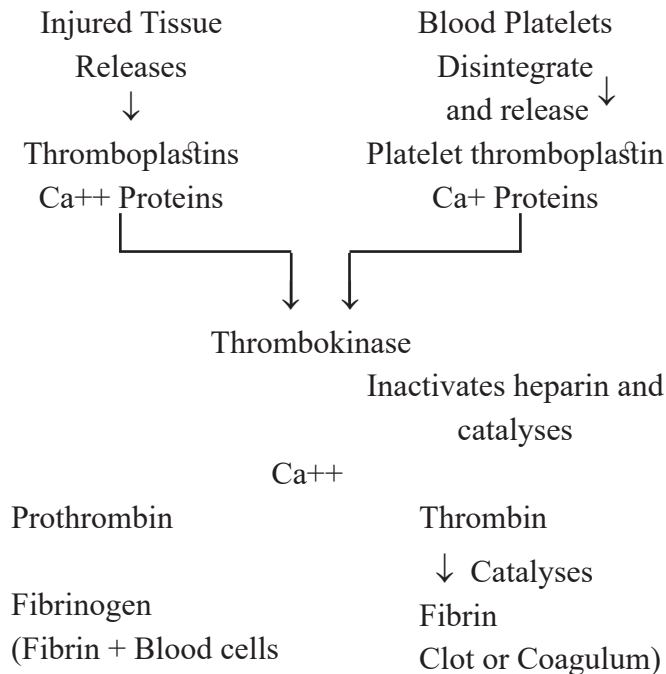 Injured Tissue
Releases
↓
Thromboplastins
Ca++ Proteins
Blood Platelets
Disintegrate
and release ↓
Platelet thromboplastin
Ca+ Proteins
Thrombokinase
Inactivates heparin and
catalyses
Ca++
Prothrombin Thrombin
↓ Catalyses
Fibrinogen Fibrin
(Fibrin + Blood cells Clot or Coagulum)